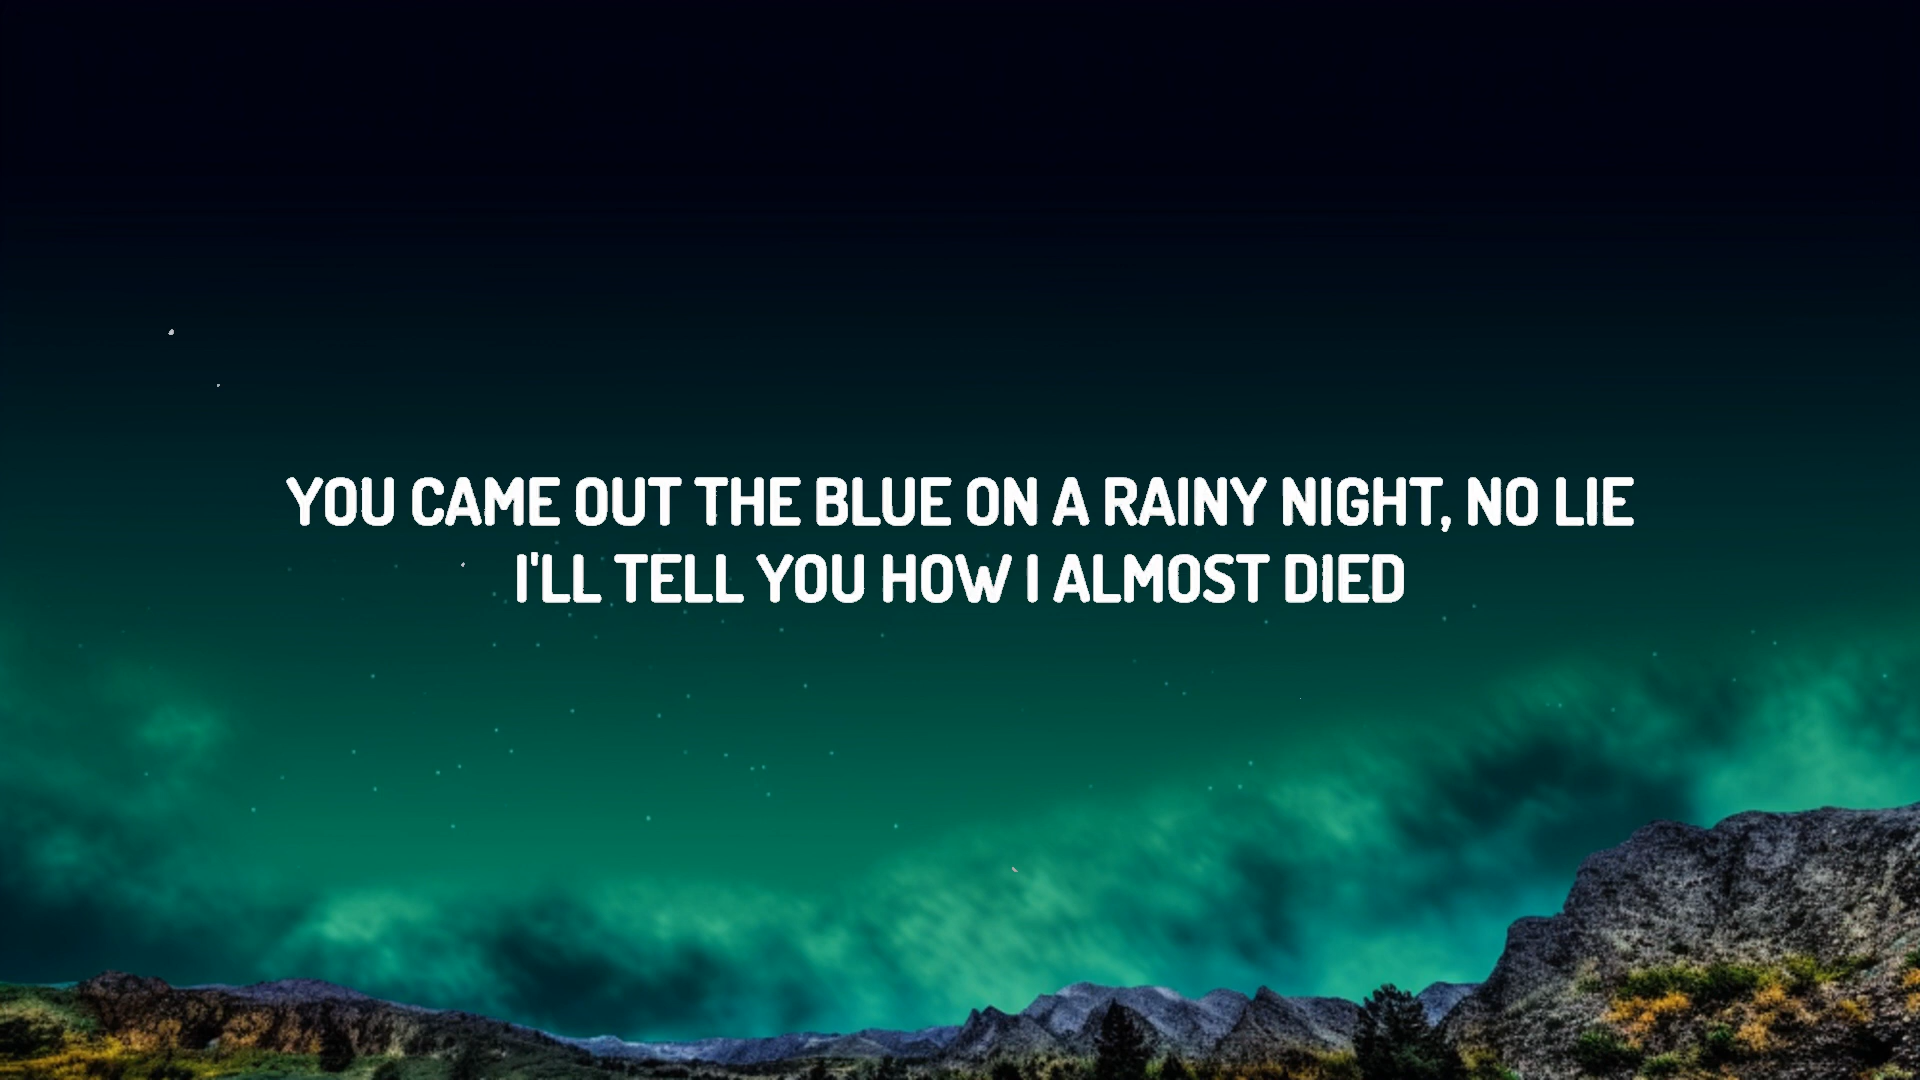 YOU CAME OUT THE BLUE ON A RAINY NIGHT, NO LIE
I'LL TELL YOU HOW I ALMOST DIED